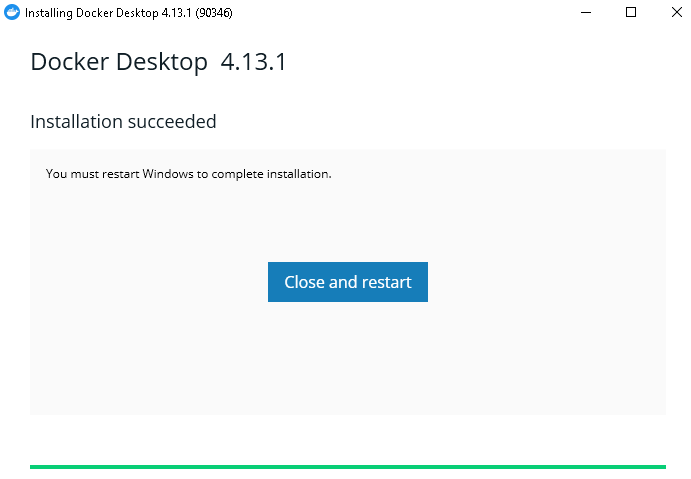 Installing Docker Desktop 4.13.1 (90346)
Docker Desktop 4.13.1
Installation succeeded
You must restart Windows to complete installation.
Close and restart